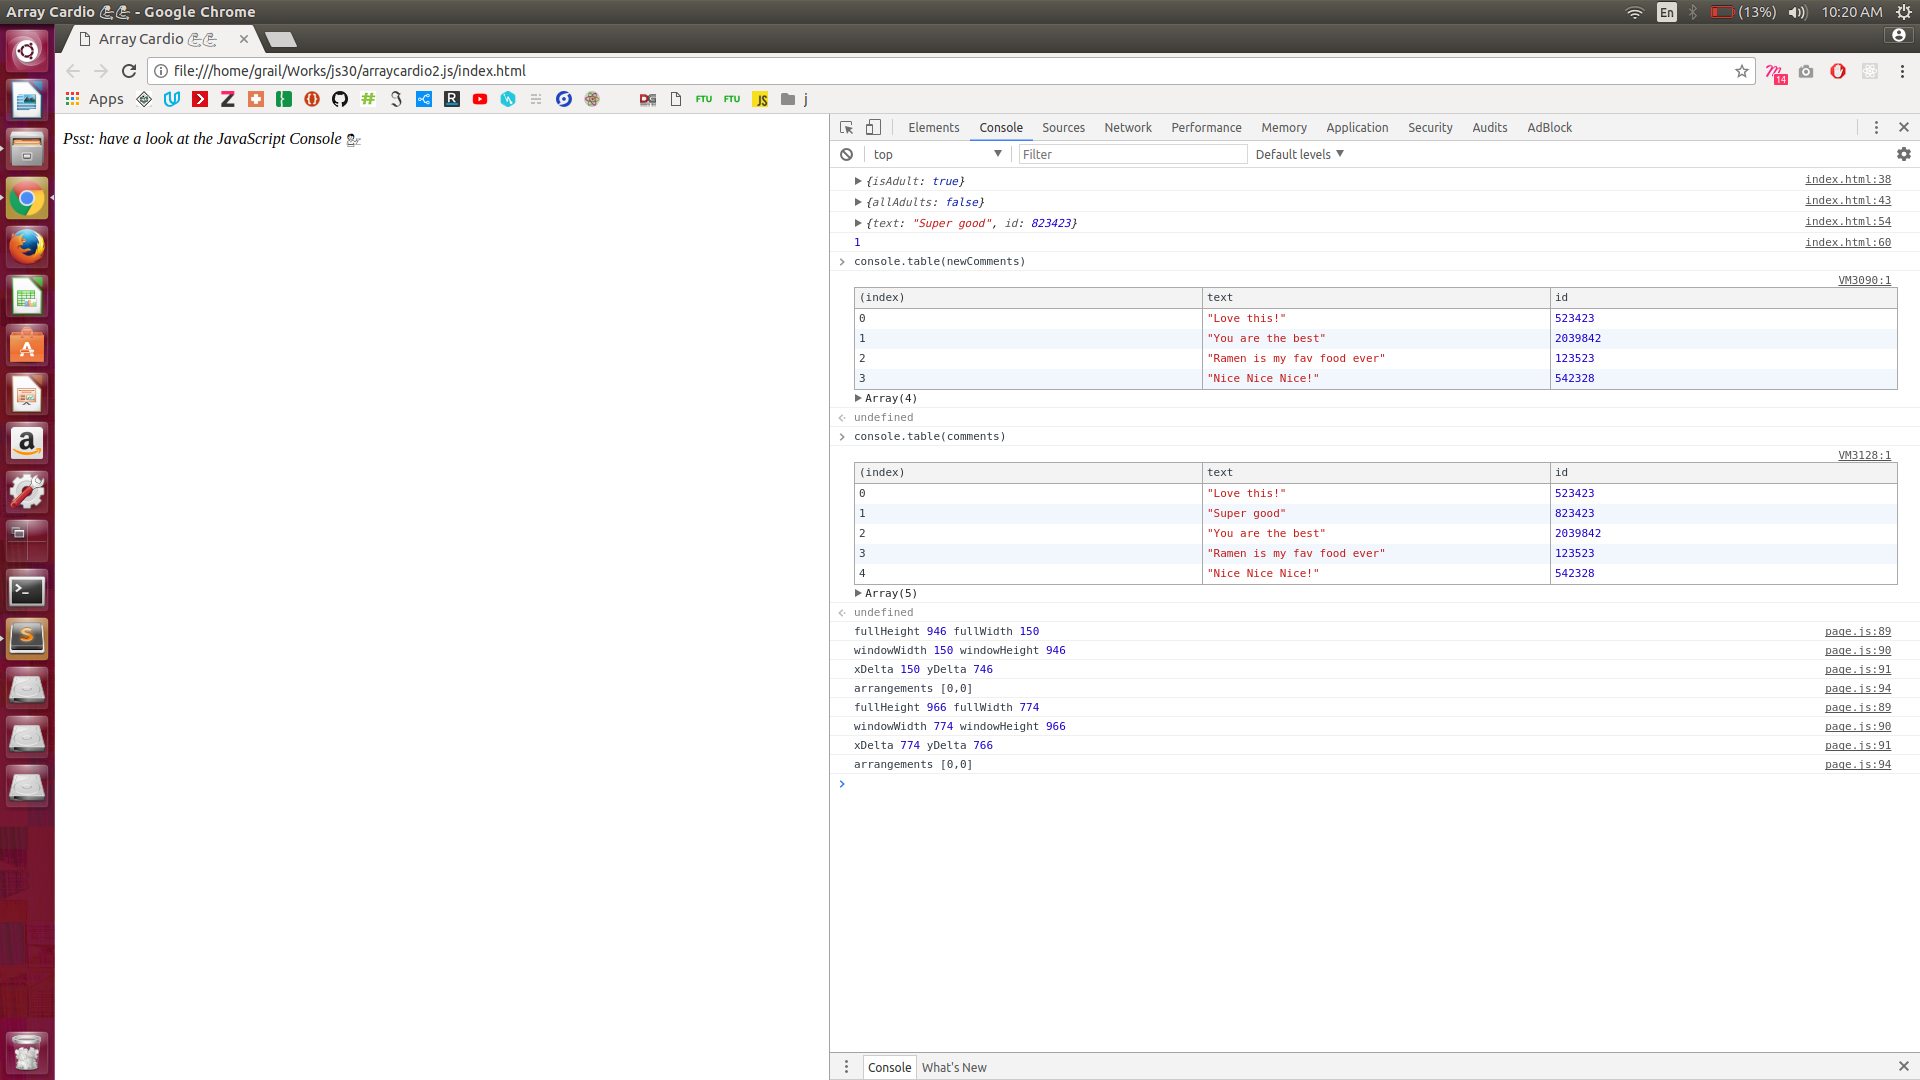 Array Cardio 💪💪 - Google Chrome
En
(13%)
10:20 AM
Array Cardio 💪💪
file:///home/grail/Works/js30/arraycardio2.js/index.html
14
Apps
R
DG
FTU
FTU
JS
j
Psst: have a look at the JavaScript Console 💁
Elements Console Sources Network Performance Memory Application Security Audits AdBlock
top Filter Default levels
{isAdult: true} index.html:38
{allAdults: false} index.html:43
{text: "Super good", id: 823423} index.html:54
1 index.html:60
console.table(newComments)
VM3090:1
(index) text id
0 "Love this!" 523423
1 "You are the best" 2039842
2 "Ramen is my fav food ever" 123523
3 "Nice Nice Nice!" 542328
Array(4)
undefined
console.table(comments)
VM3128:1
(index) text id
0 "Love this!" 523423
1 "Super good" 823423
2 "You are the best" 2039842
3 "Ramen is my fav food ever" 123523
4 "Nice Nice Nice!" 542328
Array(5)
undefined
fullHeight 946 fullWidth 150 page.js:89
windowWidth 150 windowHeight 946 page.js:90
xDelta 150 yDelta 746 page.js:91
arrangements [0,0] page.js:94
fullHeight 966 fullWidth 774 page.js:89
windowWidth 774 windowHeight 966 page.js:90
xDelta 774 yDelta 766 page.js:91
arrangements [0,0] page.js:94
Console What's New